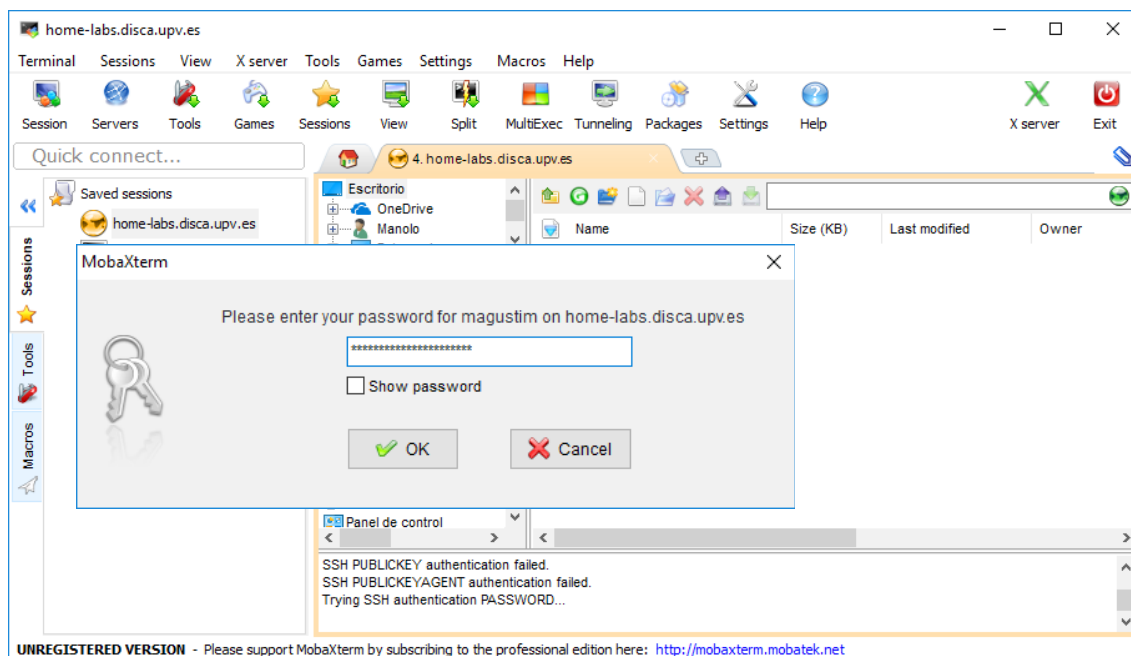 home-labs.disca.upv.es
Terminal Sessions View X server Tools Games Settings Macros Help
Session Servers Tools Games Sessions View Split MultiExec Tunneling Packages Settings Help X server Exit
Quick connect...
4. home-labs.disca.upv.es
Saved sessions
home-labs.disca.upv.es
Sessions
Tools
Macros
Escritorio
OneDrive
Manolo
Name Size (KB) Last modified Owner
MobaXterm
Please enter your password for magustim on home-labs.disca.upv.es
**********************
Show password
OK Cancel
Panel de control
SSH PUBLICKEY authentication failed.
SSH PUBLICKEYAGENT authentication failed.
Trying SSH authentication PASSWORD...
UNREGISTERED VERSION - Please support MobaXterm by subscribing to the professional edition here: http://mobaxterm.mobatek.net